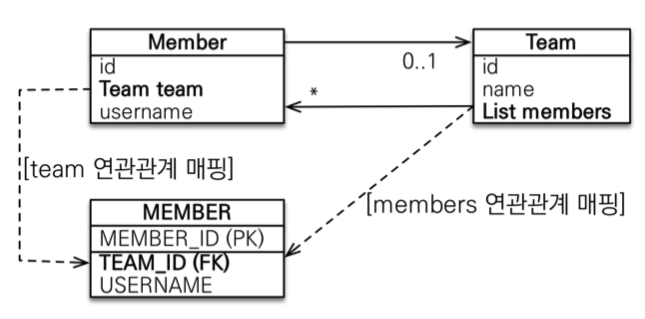 Member
id
Team team
username
0..1
*
Team
id
name
List members
[team 연관관계 매핑]
[members 연관관계 매핑]
MEMBER
MEMBER_ID (PK)
TEAM_ID (FK)
USERNAME